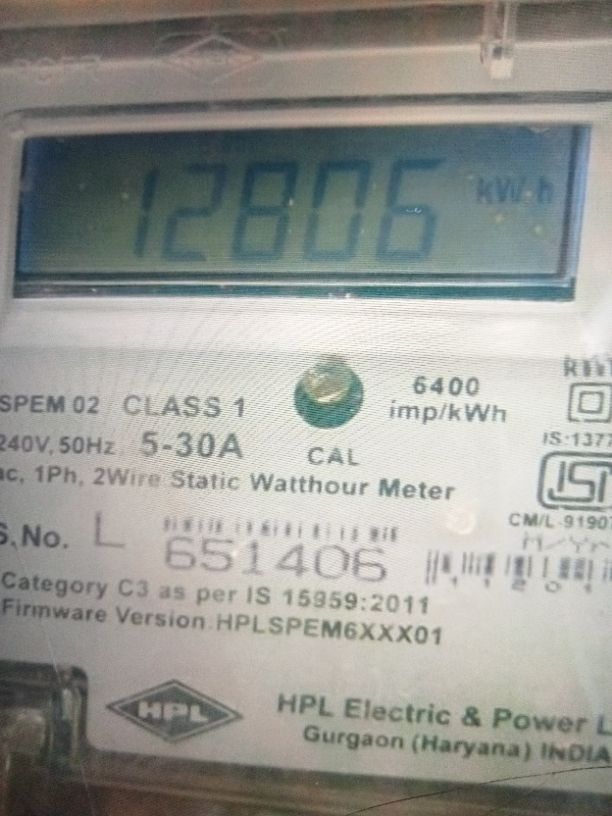 12806 kWh
SPEM 02 CLASS 1
6400
imp/kWh
240V, 50Hz 5-30A
CAL
ac, 1Ph, 2Wire Static Watthour Meter
IS:1377
ISI
CM/L-9190
S.No. L 651406
Category C3 as per IS 15959:2011
Firmware Version:HPLSPEM6XXX01
HPL
HPL Electric & Power L
Gurgaon (Haryana) INDIA